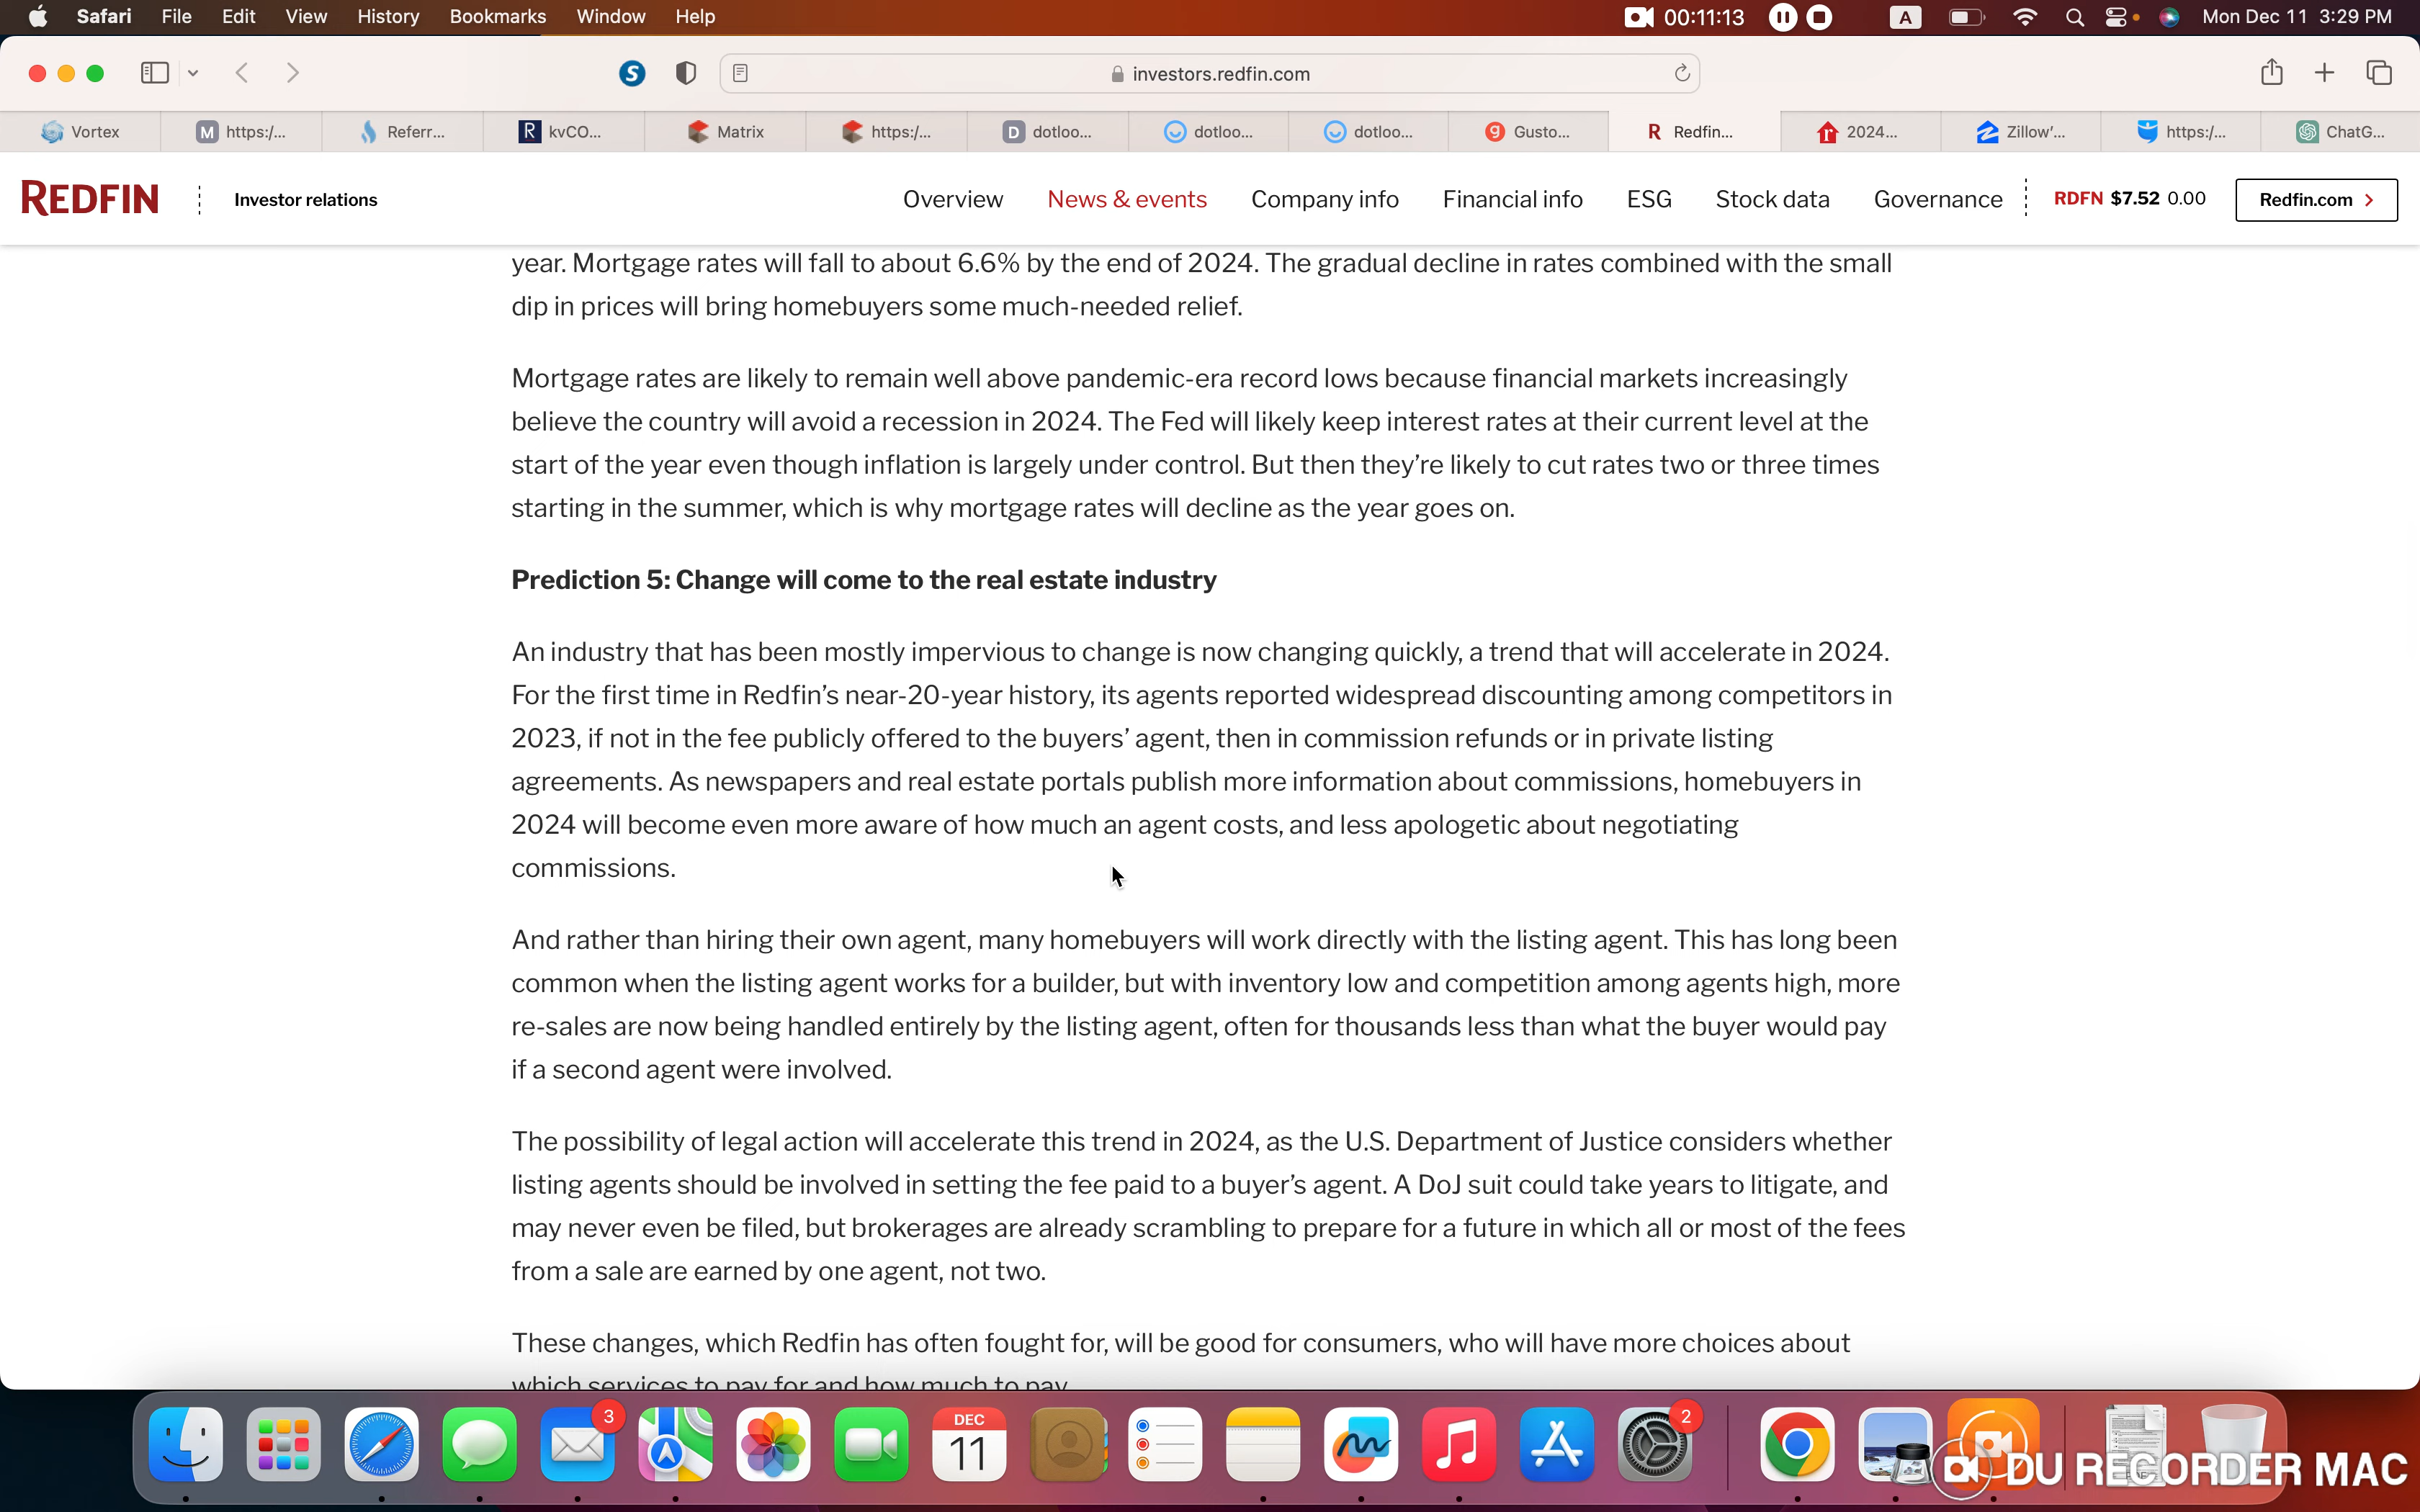 Safari File Edit View History Bookmarks Window Help 00:11:13 A Mon Dec 11 3:29 PM
S investors.redfin.com
Vortex M https:/... Referr... R kvCO... Matrix https:/... D dotloo... dotloo... dotloo... g Gusto... R Redfin... r 2024... Z Zillow'... https:/... ChatG...
REDFIN Investor relations Overview News & events Company info Financial info ESG Stock data Governance RDFN $7.52 0.00 Redfin.com >
year. Mortgage rates will fall to about 6.6% by the end of 2024. The gradual decline in rates combined with the small
dip in prices will bring homebuyers some much-needed relief.
Mortgage rates are likely to remain well above pandemic-era record lows because financial markets increasingly
believe the country will avoid a recession in 2024. The Fed will likely keep interest rates at their current level at the
start of the year even though inflation is largely under control. But then they’re likely to cut rates two or three times
starting in the summer, which is why mortgage rates will decline as the year goes on.
Prediction 5: Change will come to the real estate industry
An industry that has been mostly impervious to change is now changing quickly, a trend that will accelerate in 2024.
For the first time in Redfin’s near-20-year history, its agents reported widespread discounting among competitors in
2023, if not in the fee publicly offered to the buyers’ agent, then in commission refunds or in private listing
agreements. As newspapers and real estate portals publish more information about commissions, homebuyers in
2024 will become even more aware of how much an agent costs, and less apologetic about negotiating
commissions.
And rather than hiring their own agent, many homebuyers will work directly with the listing agent. This has long been
common when the listing agent works for a builder, but with inventory low and competition among agents high, more
re-sales are now being handled entirely by the listing agent, often for thousands less than what the buyer would pay
if a second agent were involved.
The possibility of legal action will accelerate this trend in 2024, as the U.S. Department of Justice considers whether
listing agents should be involved in setting the fee paid to a buyer’s agent. A DoJ suit could take years to litigate, and
may never even be filed, but brokerages are already scrambling to prepare for a future in which all or most of the fees
from a sale are earned by one agent, not two.
These changes, which Redfin has often fought for, will be good for consumers, who will have more choices about
which services to pay for and how much to pay.
3 DEC 2
11
DU RECORDER MAC